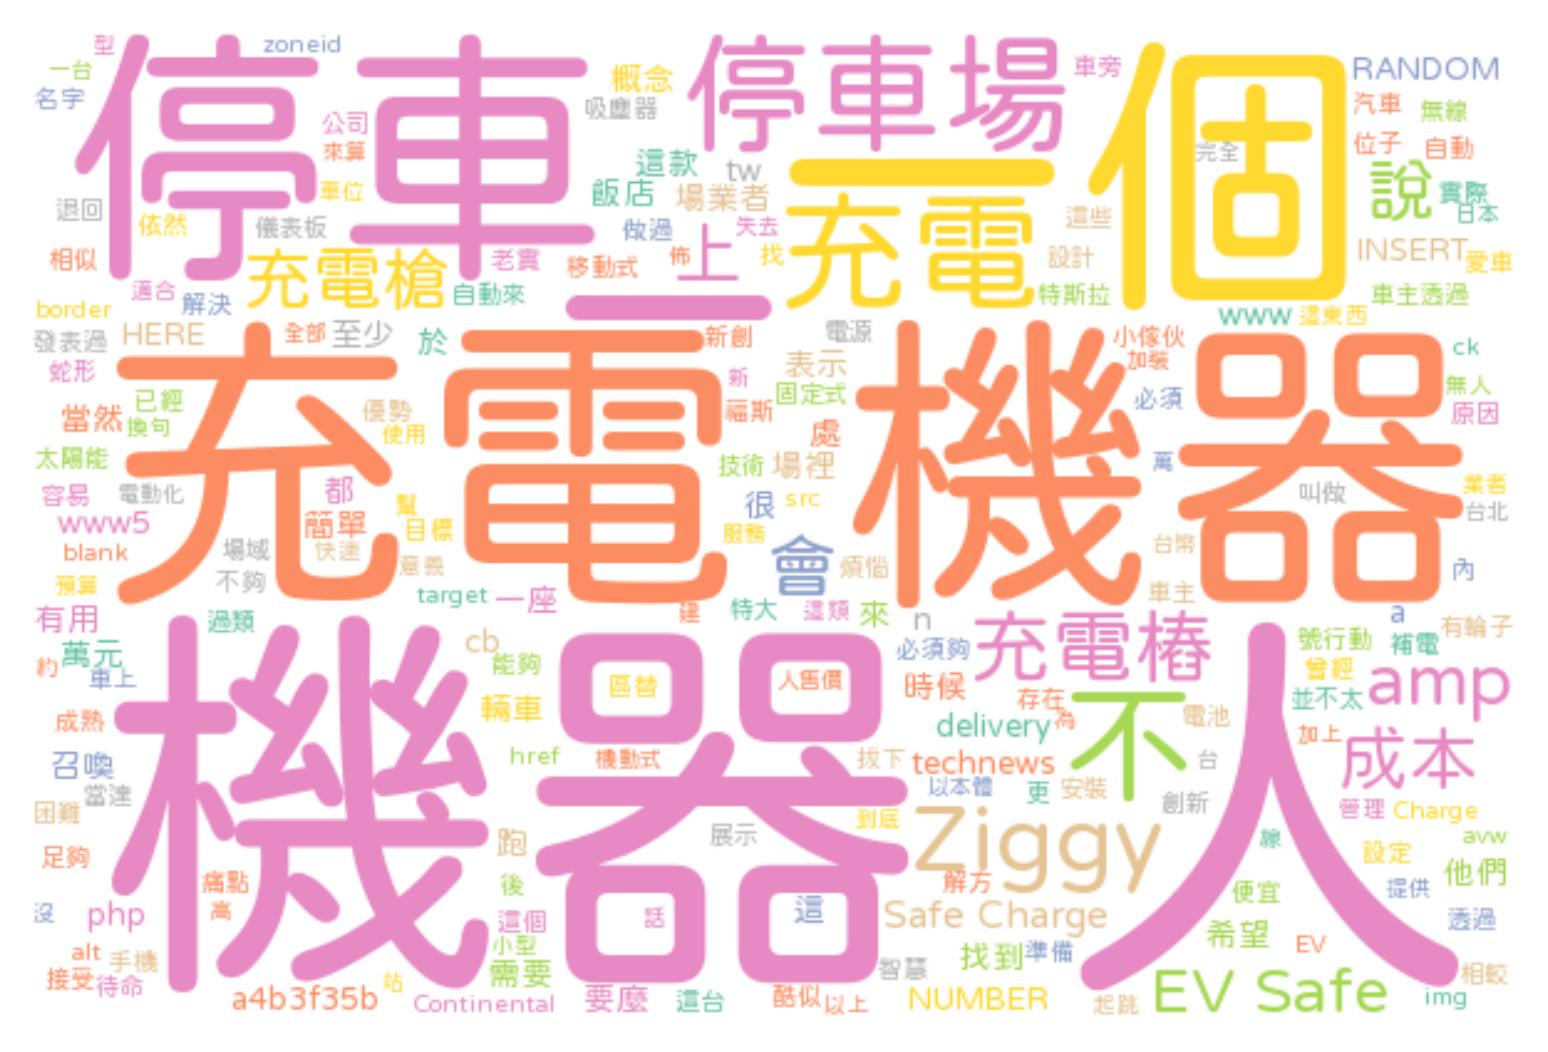 型 zoneid 停車 停車場 車旁 個 RANDOM
一台 概念
名字 公司 吸塵器 汽車 無線
來算 這款 tw 完全 位子 自動
車位 飯店 場業者 充電 說 實際
退回 依然 儀表板 做過 失去 這些 日本
相似 充電槍 老實 移動式 佈 上 找 設計 INSERT 愛車
適合 解決 自動來 特斯拉 車主透過
border 二 www 這東西
發表過 HERE 全部 至少 於 新創 電源 小傢伙 ck
蛇形 充電 新 表示 機器 加裝 無人
已經 優勢 固定式 必須
當然 換句 使用 福斯 處 原因
太陽能 技術 場裡 萬
容易 電動化 都 幫 很 src 叫做 業者
www5 簡單 目標 服務 台北
blank 場域 快速 意義 會 煩惱 台幣 內
預算 不夠 target 一座 車主
有用 過類 建 特大 這類 來 n 充電樁 a 有輪子
萬元 cb 能夠 必須夠 號行動 補電
約 車上 機器 區替 人售價 時候 人 曾經 amp
成熟 輛車 存在 為 不 電池 並不太
召喚 href 機動式 delivery 加上 成本
當達 拔下 technews 台
困難 以本體 更 安裝 創新 管理 Charge
足夠 跑 展示 到底 Ziggy 線 設定 avw
痛點 後 解方 便宜 提供 他們
沒 php 高 這個 話 這 Safe Charge 希望 透過
alt 手機 小型 找到 準備 EV
接受 待命 站 需要 智慧 EV Safe 相較
a4b3f35b Continental 要麼 這台 酷似 以上 NUMBER 起跳 img